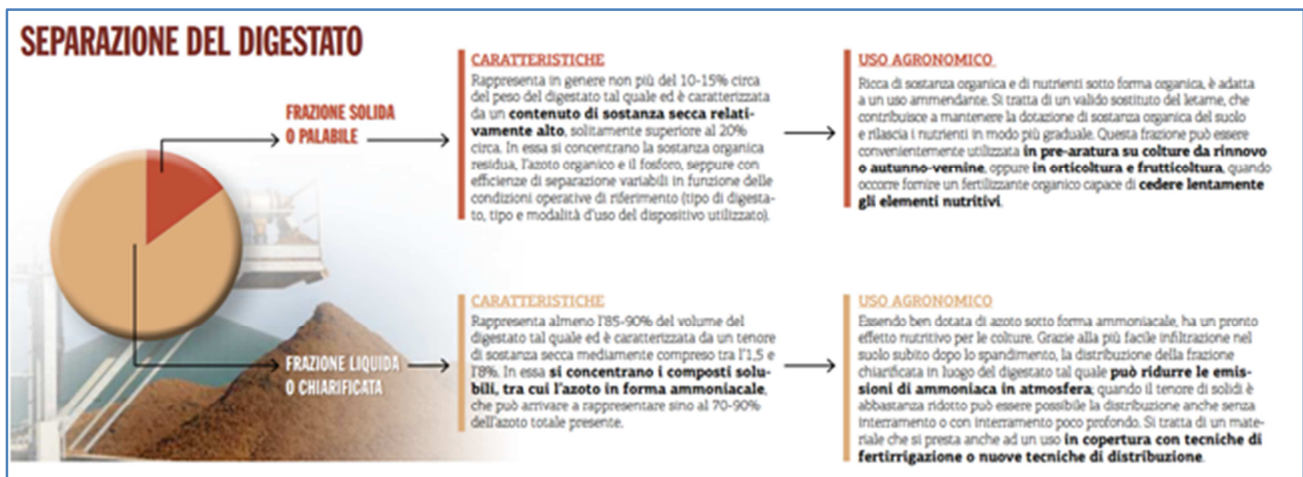 SEPARAZIONE DEL DIGESTATO
FRAZIONE SOLIDA
O PALABILE
CARATTERISTICHE
Rappresenta in genere non più del 10-15% circa
del peso del digestato tal quale ed è caratterizzata
da un contenuto di sostanza secca relati-
vamente alto, solitamente superiore al 20%
circa. In essa si concentrano la sostanza organica
residua, l'azoto organico e il fosforo, seppure con
efficienze di separazione variabili in funzione delle
condizioni operative di riferimento (tipo di digesta-
to, tipo e modalità d'uso del dispositivo utilizzato).
USO AGRONOMICO
Ricca di sostanza organica e di nutrienti sotto forma organica, è adatta
a un uso ammendante. Si tratta di un valido sostituto del letame, che
contribuisce a mantenere la dotazione di sostanza organica del suolo
e rilascia i nutrienti in modo più graduale. Questa frazione può essere
convenientemente utilizzata in pre-aratura su colture da rinnovo
o autunno-vernine, oppure in orticoltura e frutticoltura, quando
occorre fornire un fertilizzante organico capace di cedere lentamente
gli elementi nutritivi.
FRAZIONE LIQUIDA
O CHIARIFICATA
CARATTERISTICHE
Rappresenta almeno l'85-90% del volume del
digestato tal quale ed è caratterizzata da un tenore
di sostanza secca mediamente compreso tra l'1,5 e
l'8%. In essa si concentrano i composti solu-
bili, tra cui l'azoto in forma ammoniacale,
che può arrivare a rappresentare sino al 70-90%
dell'azoto totale presente.
USO AGRONOMICO
Essendo ben dotata di azoto sotto forma ammoniacale, ha un pronto
effetto nutritivo per le colture. Grazie alla più facile infiltrazione nel
suolo subito dopo lo spandimento, la distribuzione della frazione
chiarificata in luogo del digestato tal quale può ridurre le emis-
sioni di ammoniaca in atmosfera; quando il tenore di solidi è
abbastanza ridotto può essere possibile la distribuzione anche senza
interramento o con interramento poco profondo. Si tratta di un mate-
riale che si presta anche ad un uso in copertura con tecniche di
fertirrigazione o nuove tecniche di distribuzione.